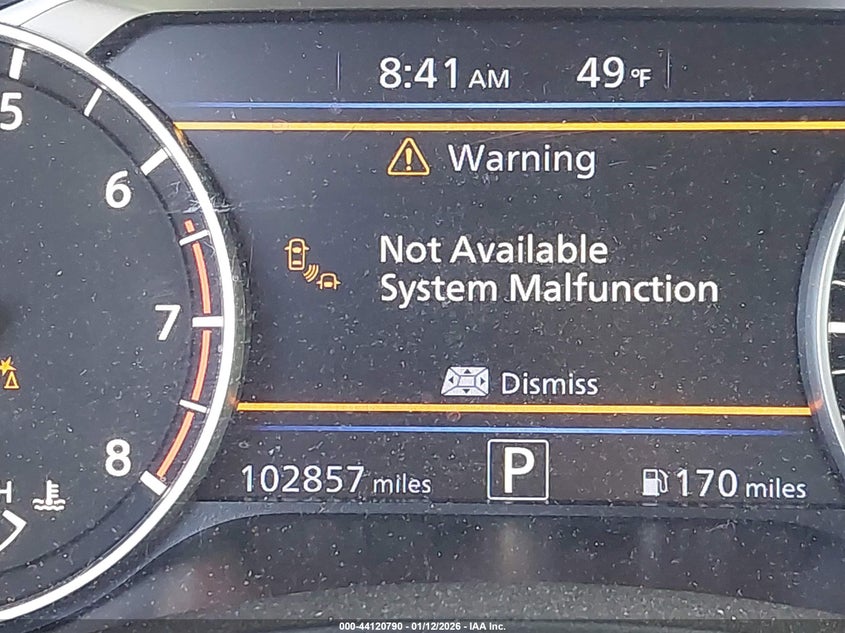 8:41 AM 49°F
5
Warning
6
Not Available
System Malfunction
7
Dismiss
8
102857 miles P 170 miles
H
000-44120790 - 01/12/2026 - IAA Inc.